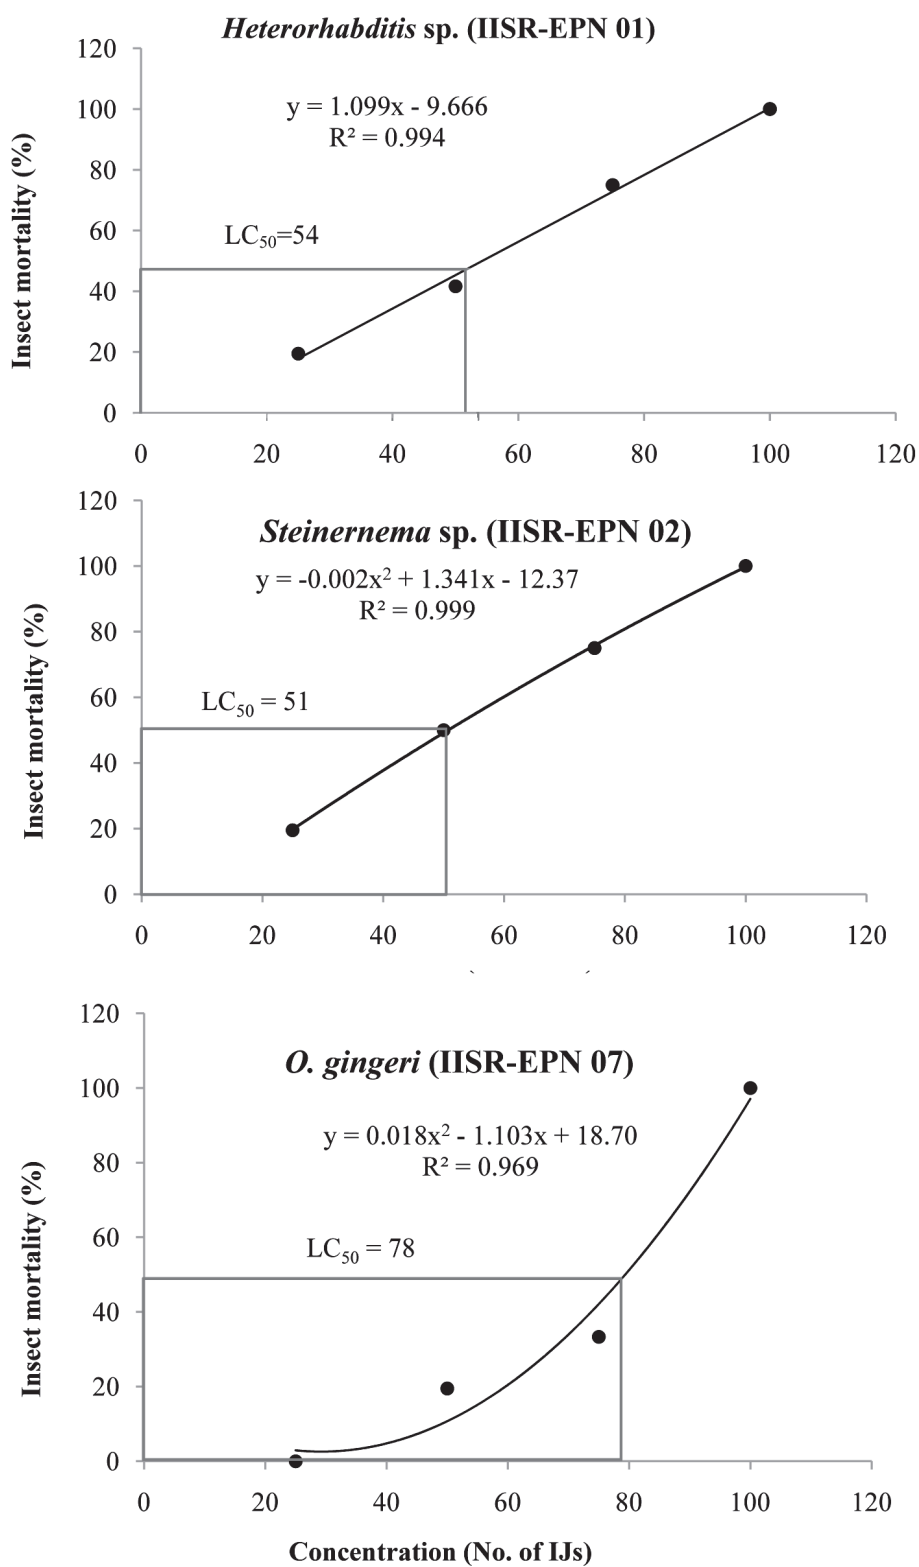 Heterorhabditis sp. (IISR-EPN 01)
120
100
80
60
40
20
0
Insect mortality (%)
y = 1.099x - 9.666
R² = 0.994
LC₅₀=54
0 20 40 60 80 100 120
Steinernema sp. (IISR-EPN 02)
120
100
80
60
40
20
0
Insect mortality (%)
y = -0.002x² + 1.341x - 12.37
R² = 0.999
LC₅₀ = 51
0 20 40 60 80 100 120
O. gingeri (IISR-EPN 07)
120
100
80
60
40
20
0
Insect mortality (%)
y = 0.018x² - 1.103x + 18.70
R² = 0.969
LC₅₀ = 78
0 20 40 60 80 100 120
Concentration (No. of IJs)